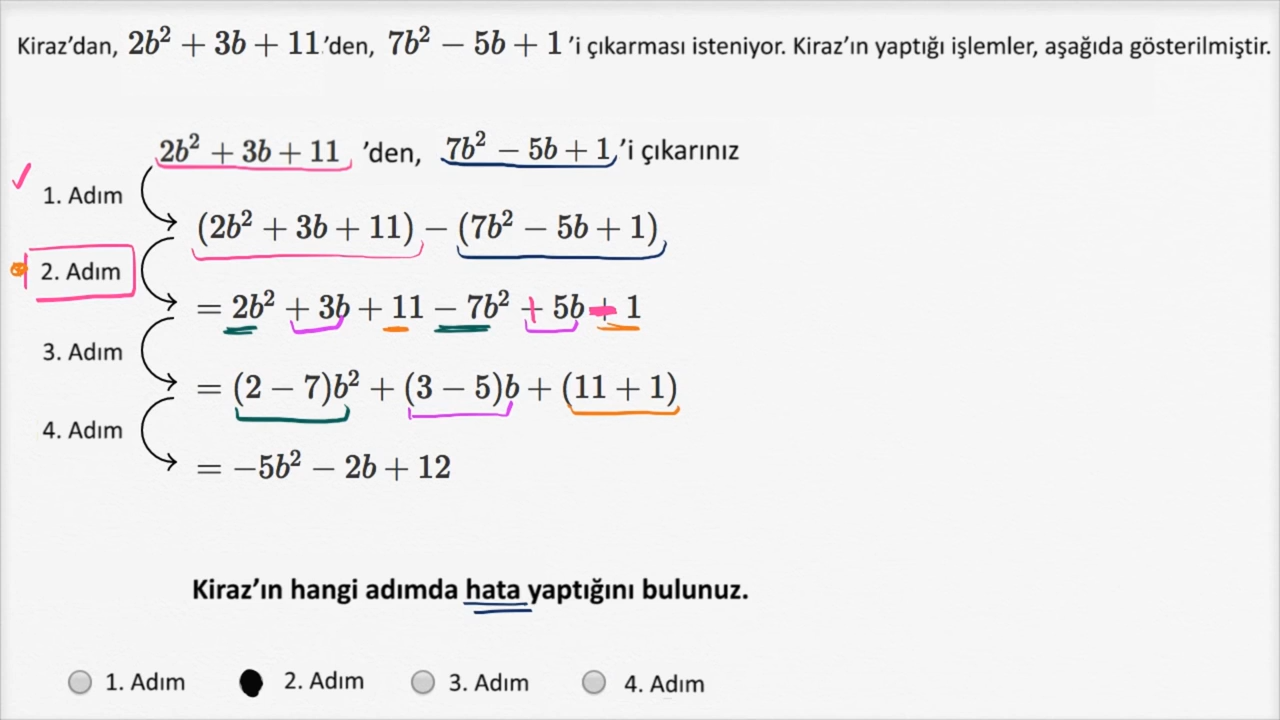 Kiraz’dan, 2b² + 3b + 11’den, 7b² − 5b + 1’i çıkarması isteniyor. Kiraz’ın yaptığı işlemler, aşağıda gösterilmiştir.
2b² + 3b + 11 ’den, 7b² − 5b + 1,’i çıkarınız
1. Adım
(2b² + 3b + 11) − (7b² − 5b + 1)
2. Adım
= 2b² + 3b + 11 − 7b² + 5b − 1
3. Adım
= (2 − 7)b² + (3 − 5)b + (11 + 1)
4. Adım
= −5b² − 2b + 12
Kiraz’ın hangi adımda hata yaptığını bulunuz.
1. Adım 2. Adım 3. Adım 4. Adım